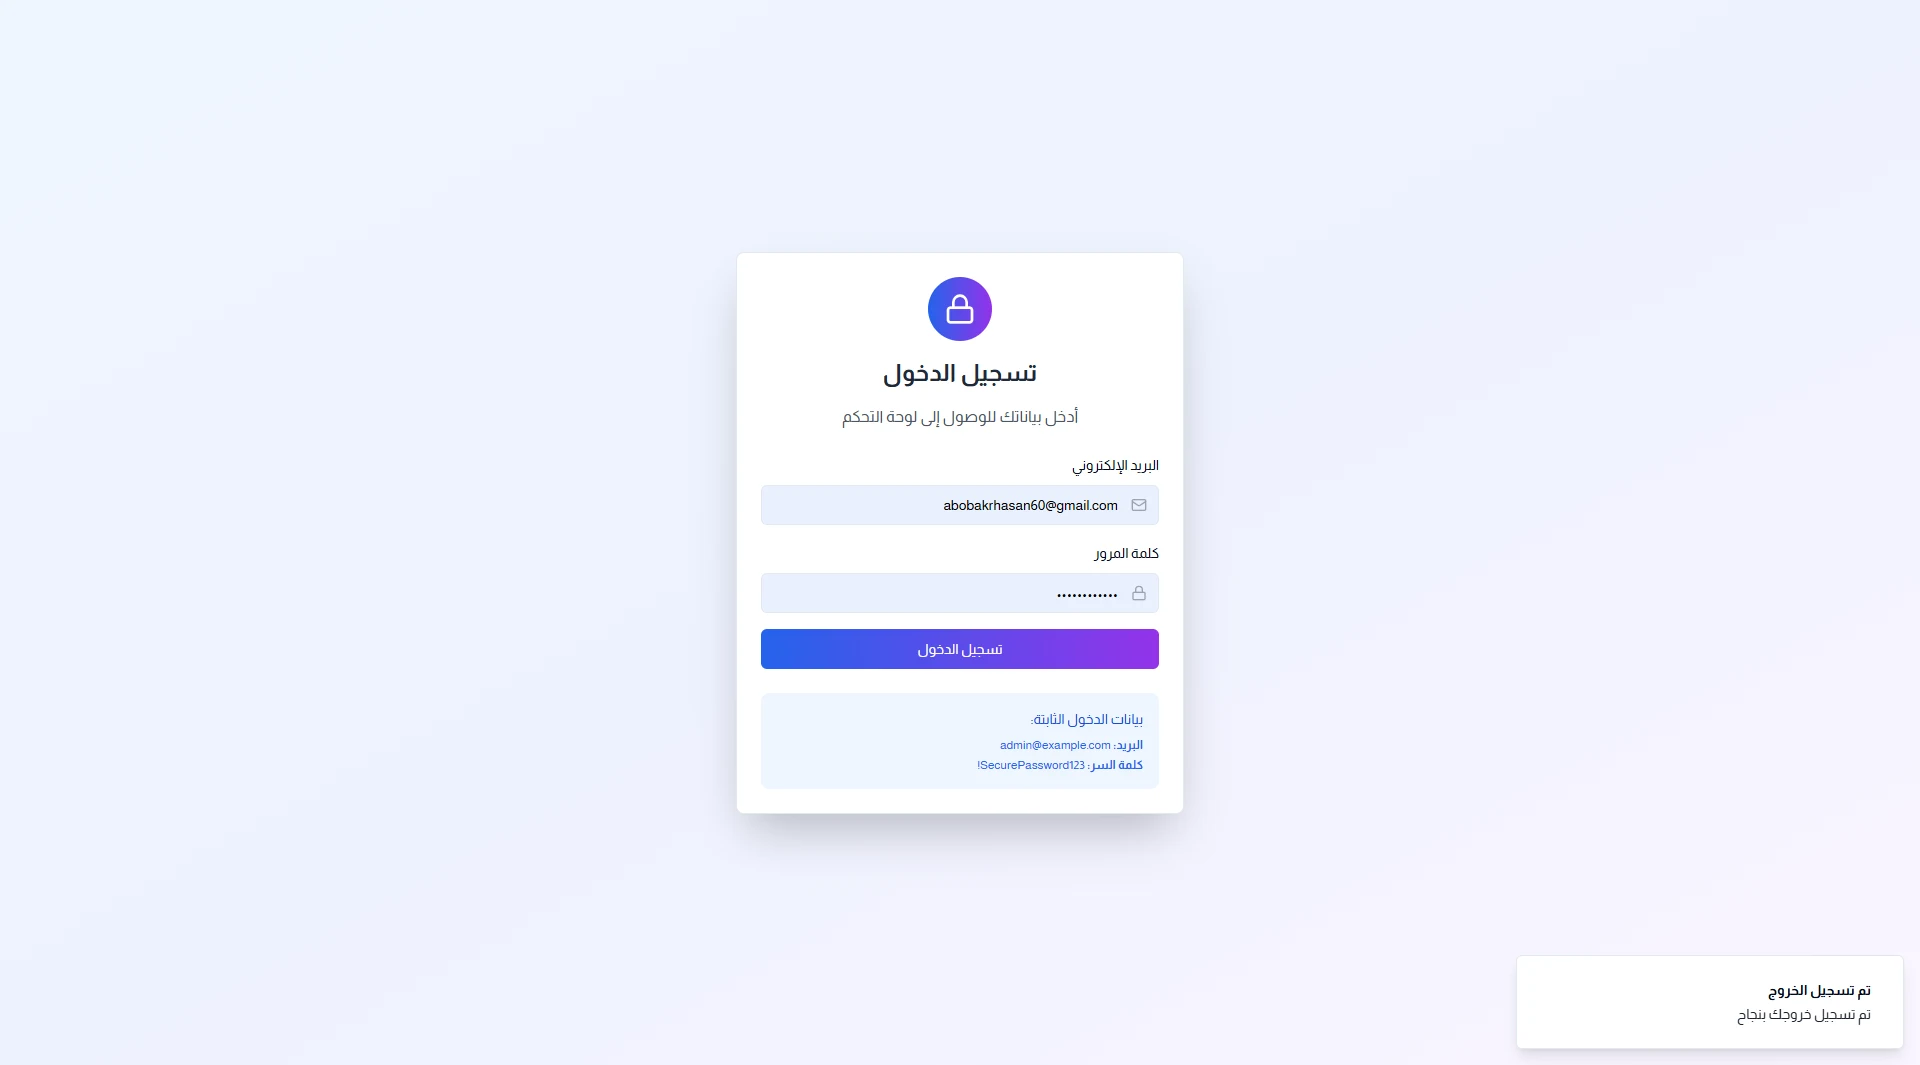 تسجيل الدخول
أدخل بياناتك للوصول إلى لوحة التحكم
البريد الإلكتروني
abobakrhasan60@gmail.com
كلمة المرور
••••••••••••
تسجيل الدخول
بيانات الدخول الثابتة:
البريد: admin@example.com
كلمة السر: SecurePassword123!
تم تسجيل الخروج
تم تسجيل خروجك بنجاح